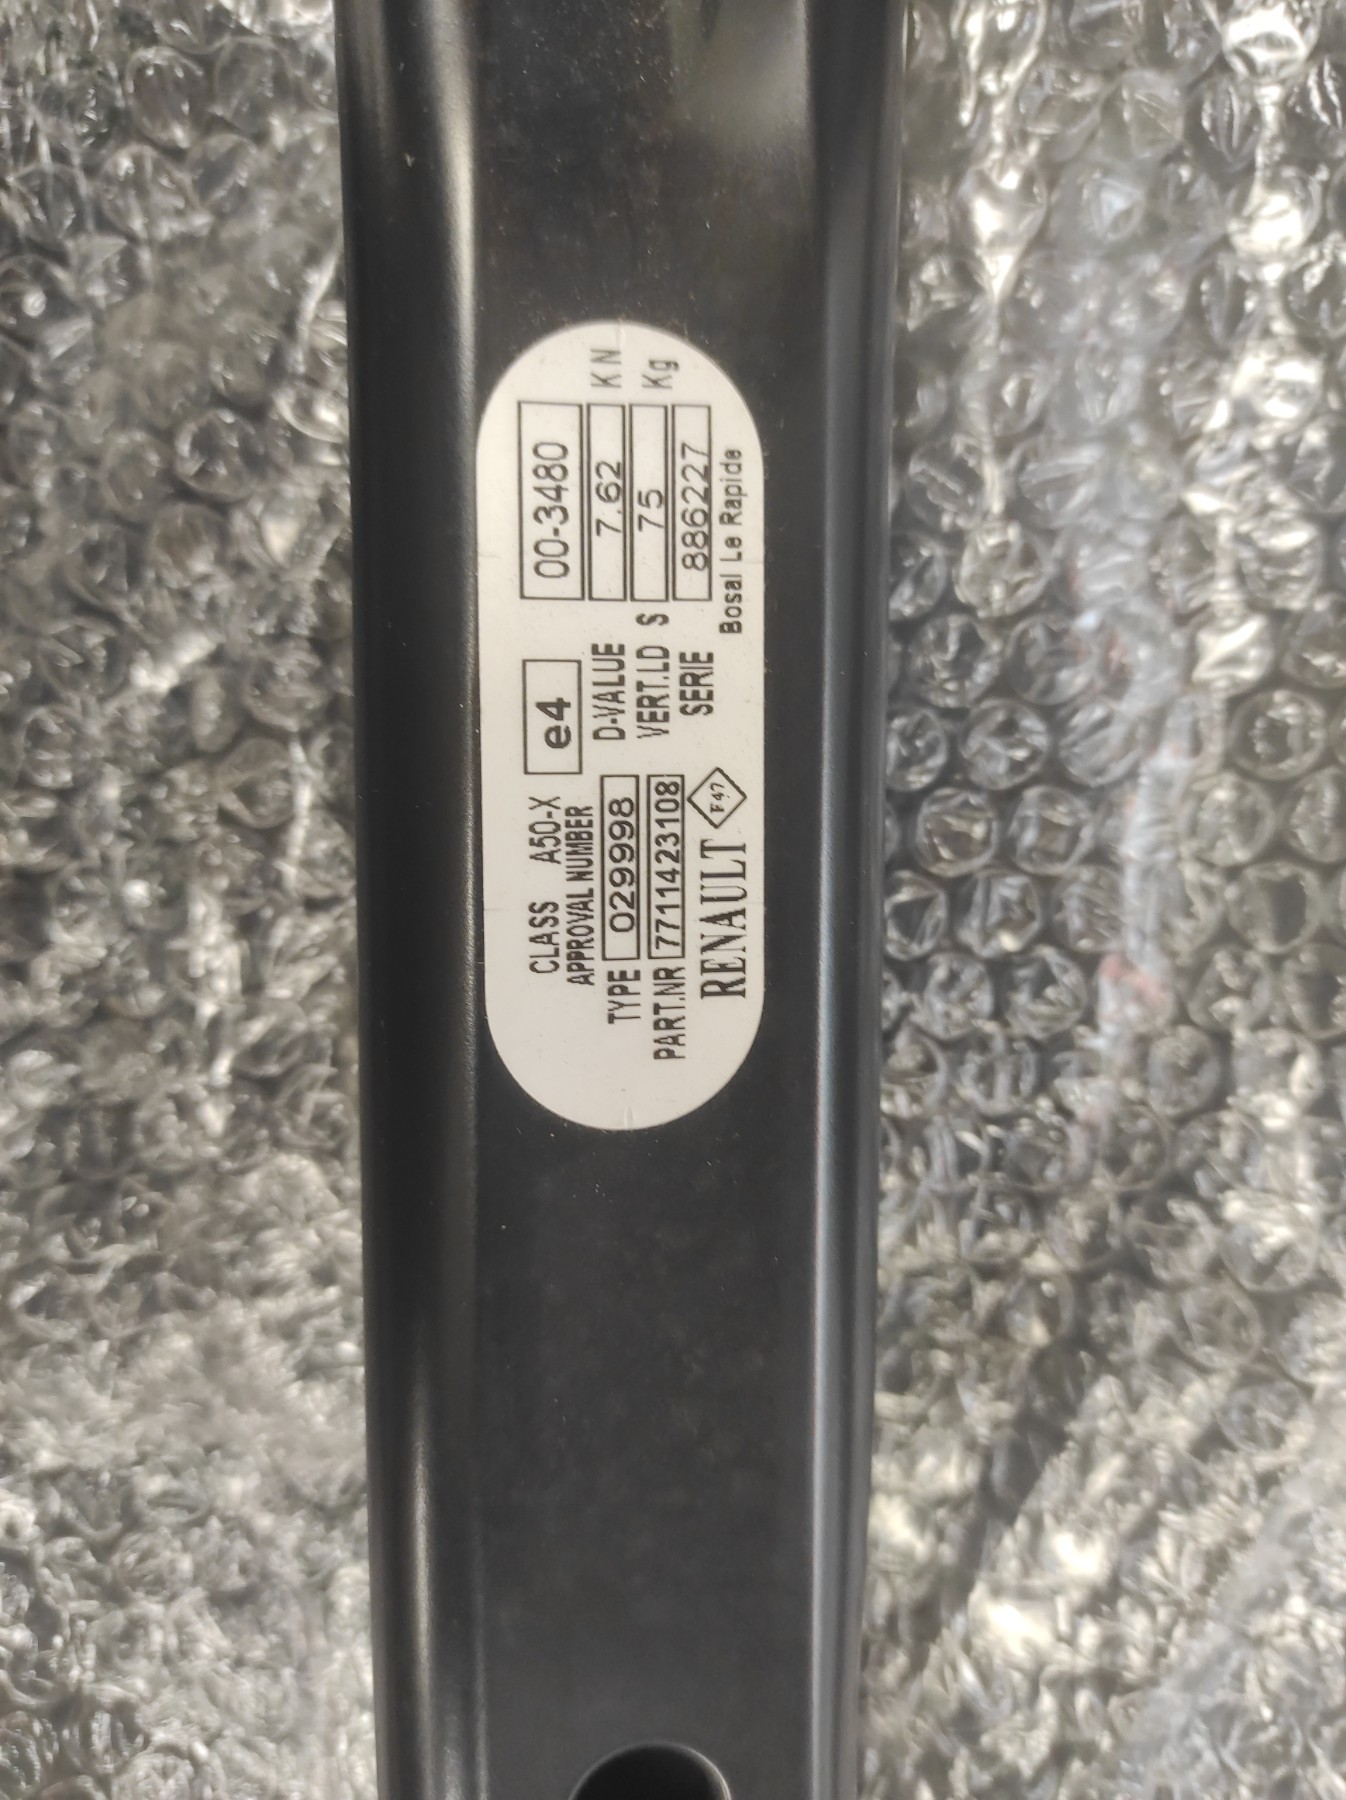 CLASS A50-X e4 00-3480
APPROVAL NUMBER
TYPE 029998 D-VALUE 7.62 KN
PART.NR 7711423108 VERT.LD S 75 Kg
RENAULT F47 SERIE 886227
Bosal Le Rapide